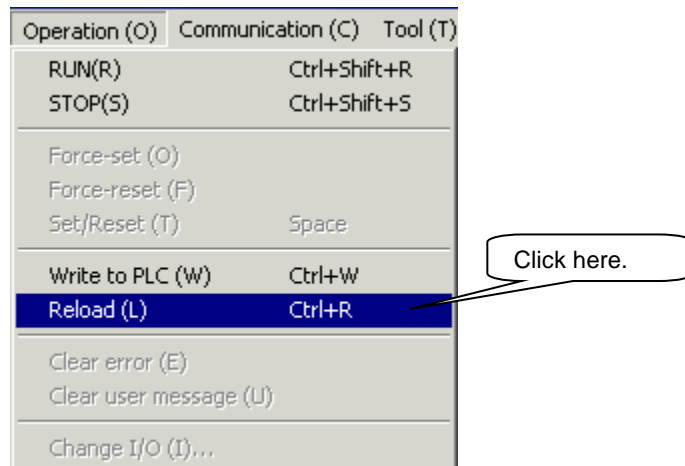 Operation (O) Communication (C) Tool (T)
RUN(R) Ctrl+Shift+R
STOP(S) Ctrl+Shift+S
Force-set (O)
Force-reset (F)
Set/Reset (T) Space
Write to PLC (W) Ctrl+W
Click here.
Reload (L) Ctrl+R
Clear error (E)
Clear user message (U)
Change I/O (I)...